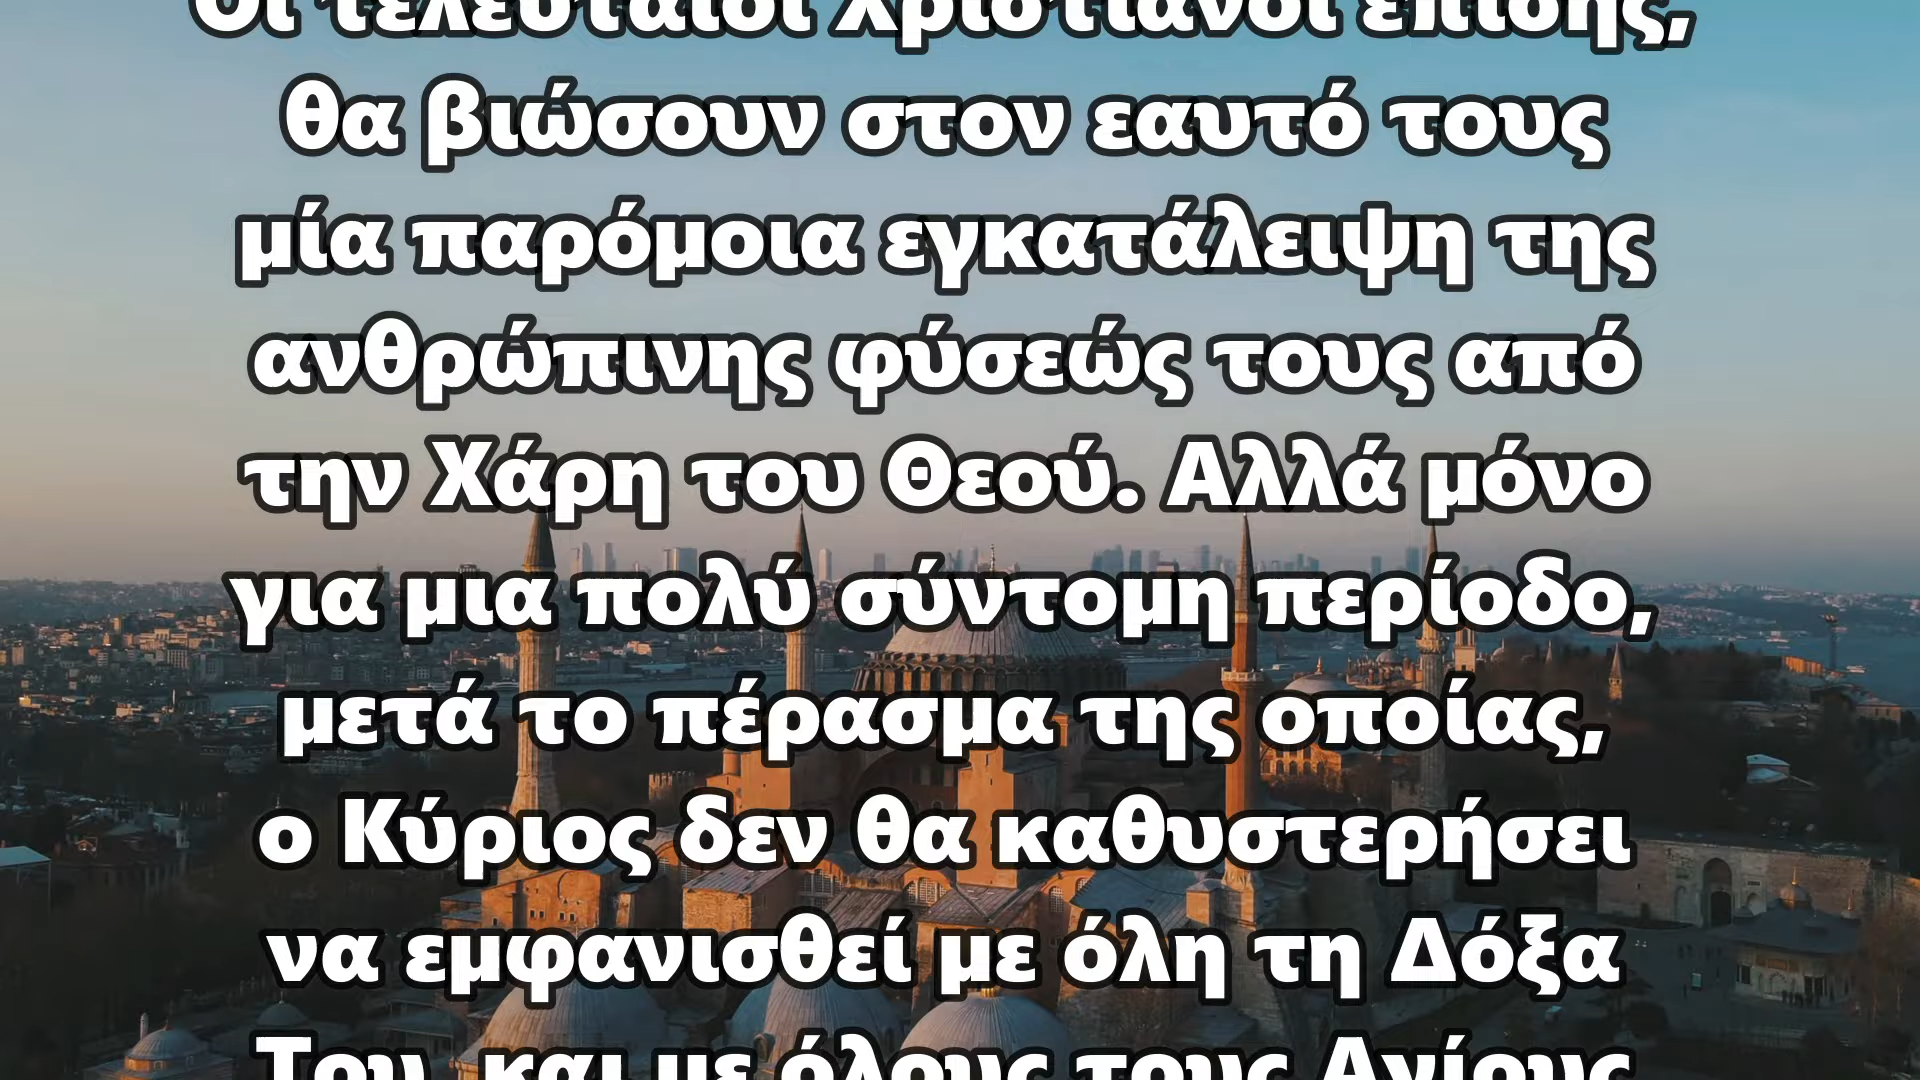 Οι τελευταίοι Χριστιανοί επίσης,
θα βιώσουν στον εαυτό τους
μία παρόμοια εγκατάλειψη της
ανθρώπινης φύσεώς τους από
την Χάρη του Θεού. Αλλά μόνο
για μια πολύ σύντομη περίοδο,
μετά το πέρασμα της οποίας,
ο Κύριος δεν θα καθυστερήσει
να εμφανισθεί με όλη τη Δόξα
Του, και με όλους τους Αγίους